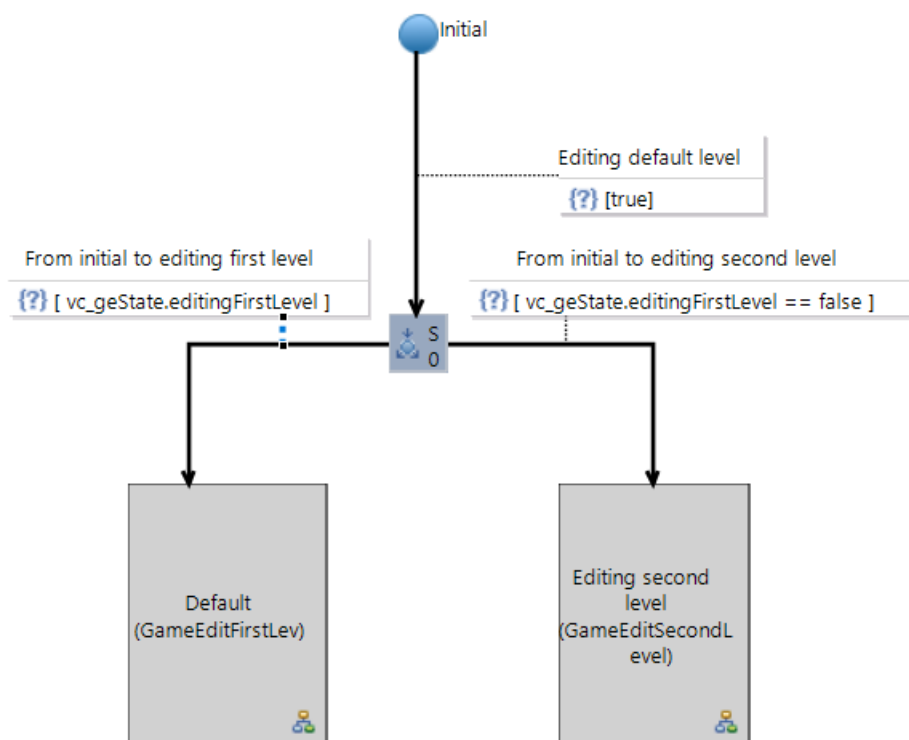 Initial
Editing default level
{?} [true]
From initial to editing first level
{?} [ vc_geState.editingFirstLevel ]
From initial to editing second level
{?} [ vc_geState.editingFirstLevel == false ]
S
0
Default
(GameEditFirstLev)
Editing second
level
(GameEditSecondL
evel)